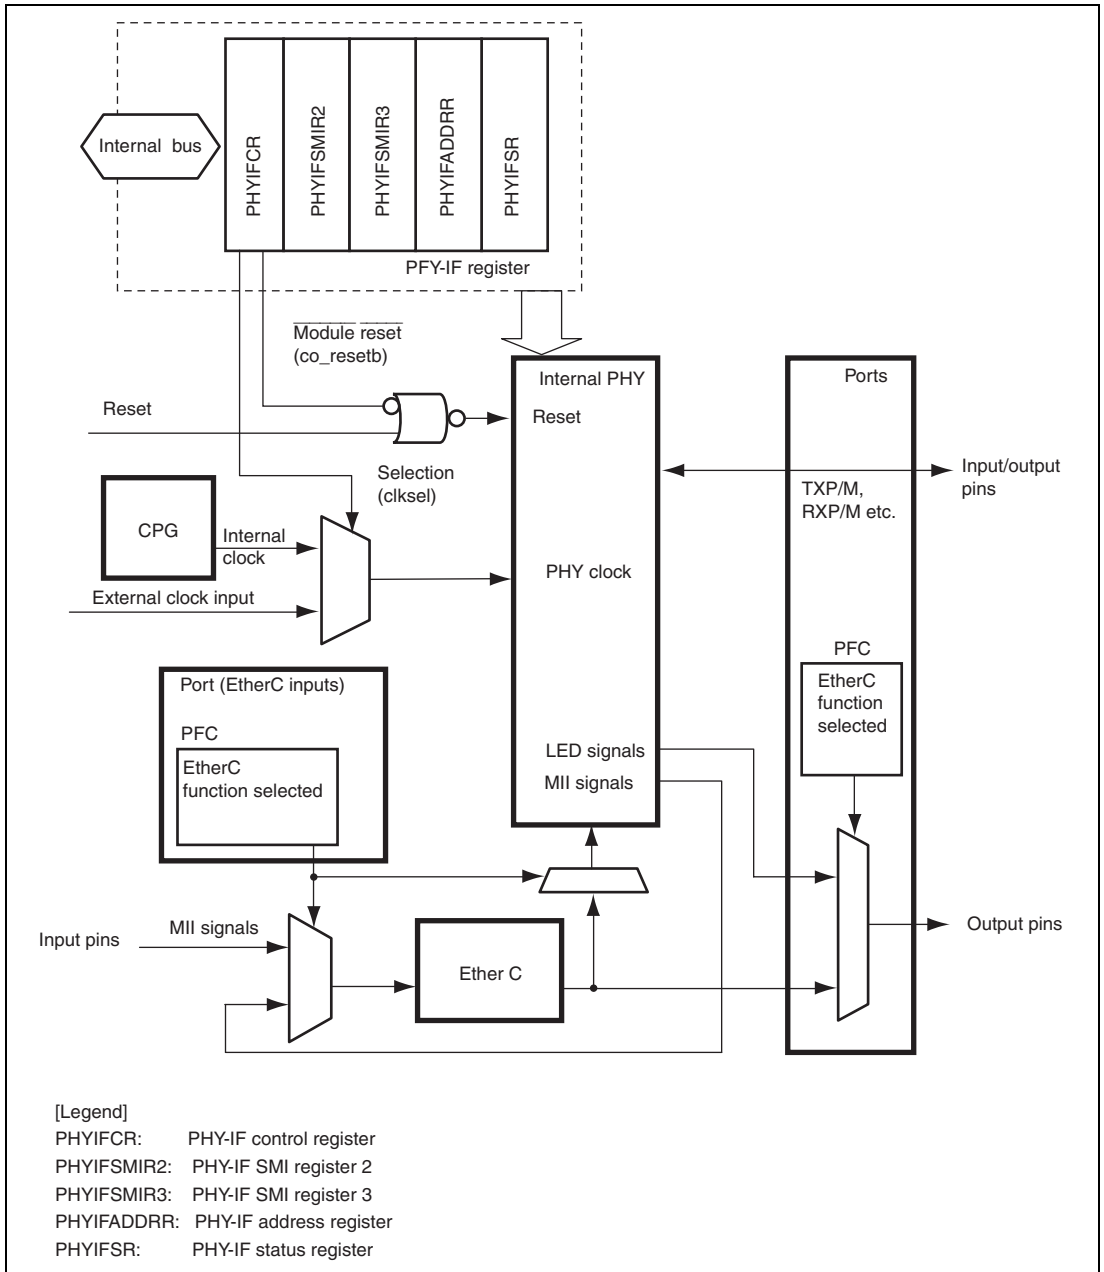 Internal bus
PHYIFCR
PHYIFSMIR2
PHYIFSMIR3
PHYIFADDRR
PHYIFSR
PFY-IF register
Module reset
(co_resetb)
Reset
Internal PHY
Reset
Ports
Selection
(clksel)
CPG
Internal
clock
External clock input
PHY clock
Input/output
pins
TXP/M,
RXP/M etc.
Port (EtherC inputs)
PFC
EtherC
function selected
PFC
EtherC
function
selected
LED signals
MII signals
Input pins
MII signals
Ether C
Output pins
[Legend]
PHYIFCR: PHY-IF control register
PHYIFSMIR2: PHY-IF SMI register 2
PHYIFSMIR3: PHY-IF SMI register 3
PHYIFADDRR: PHY-IF address register
PHYIFSR: PHY-IF status register